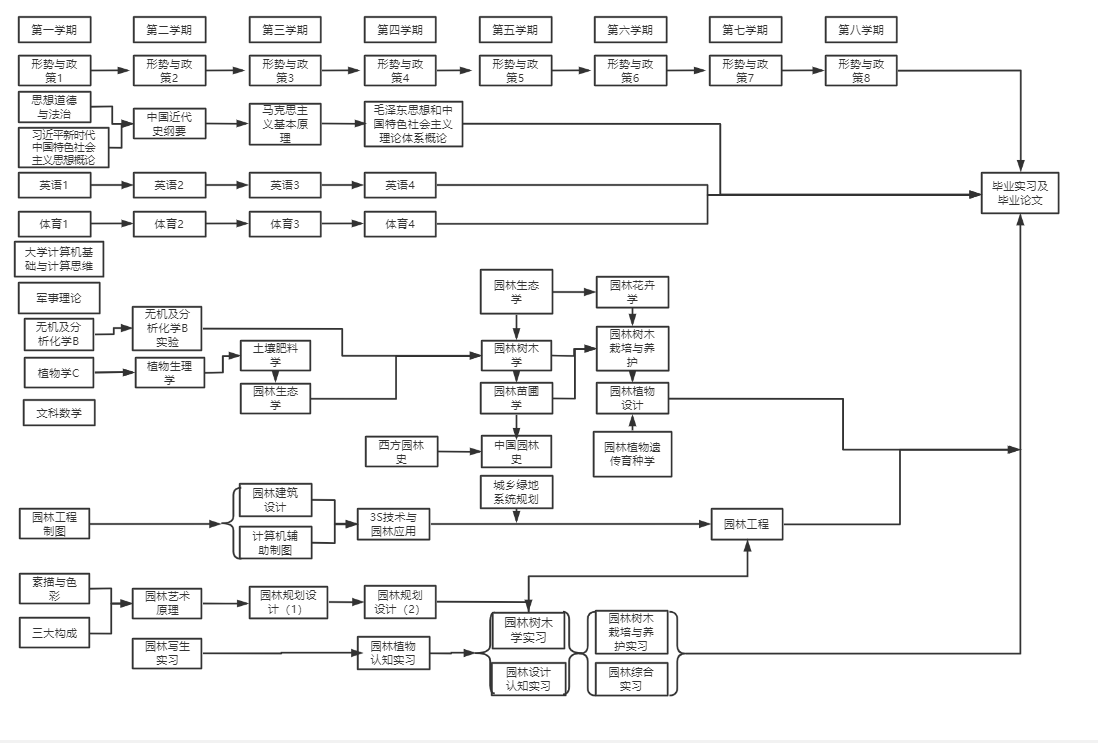 第一学期
第二学期
第三学期
第四学期
第五学期
第六学期
第七学期
第八学期
形势与政
策1
形势与政
策2
形势与政
策3
形势与政
策4
形势与政
策5
形势与政
策6
形势与政
策7
形势与政
策8
思想道德
与法治
习近平新时代
中国特色社会
主义思想概论
中国近代
史纲要
马克思主
义基本原
理
毛泽东思想和中
国特色社会主义
理论体系概论
英语1
英语2
英语3
英语4
毕业实习及
毕业论文
体育1
体育2
体育3
体育4
大学计算机基
础与计算思维
军事理论
园林生态
学
园林花卉
学
无机及分
析化学B
无机及分
析化学B
实验
土壤肥料
学
园林树木
学
园林树木
栽培与养
护
植物学C
植物生理
学
园林生态
学
园林苗圃
学
园林植物
设计
文科数学
西方园林
史
中国园林
史
园林植物遗
传育种学
城乡绿地
系统规划
园林工程
制图
园林建筑
设计
计算机辅
助制图
3S技术与
园林应用
园林工程
素描与色
彩
三大构成
园林艺术
原理
园林规划设
计（1）
园林规划
设计（2）
园林写生
实习
园林植物
认知实习
园林树木
学实习
园林设计
认知实习
园林树木
栽培与养
护实习
园林综合
实习